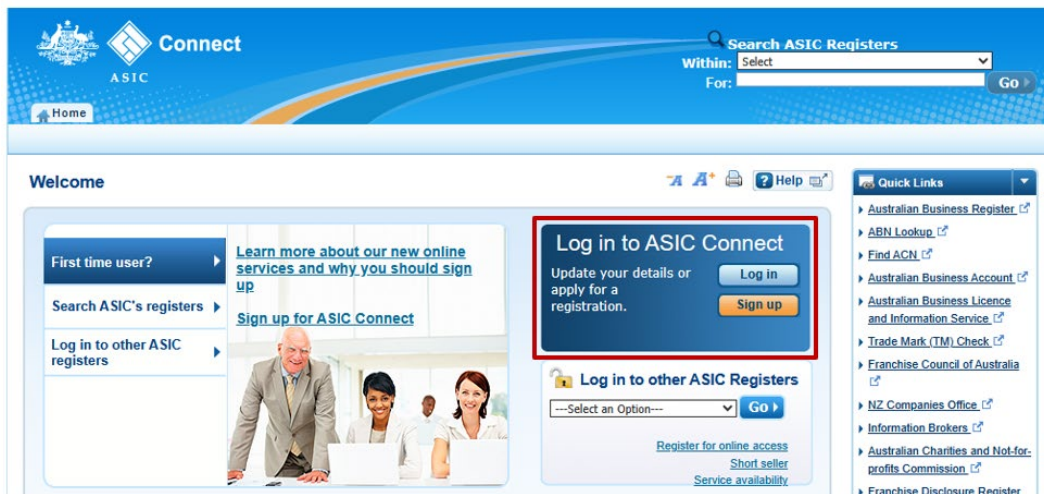 Connect
ASIC
Search ASIC Registers
Within: Select
For:
Go
Home
Welcome
-A A+ Help
First time user?
Search ASIC's registers
Log in to other ASIC
registers
Learn more about our new online
services and why you should sign
up
Sign up for ASIC Connect
Log in to ASIC Connect
Update your details or
apply for a
registration.
Log in
Sign up
Log in to other ASIC Registers
---Select an Option---
Go
Register for online access
Short seller
Service availability
Quick Links
Australian Business Register
ABN Lookup
Find ACN
Australian Business Account
Australian Business Licence
and Information Service
Trade Mark (TM) Check
Franchise Council of Australia
NZ Companies Office
Information Brokers
Australian Charities and Not-for-
profits Commission
Franchise Disclosure Register